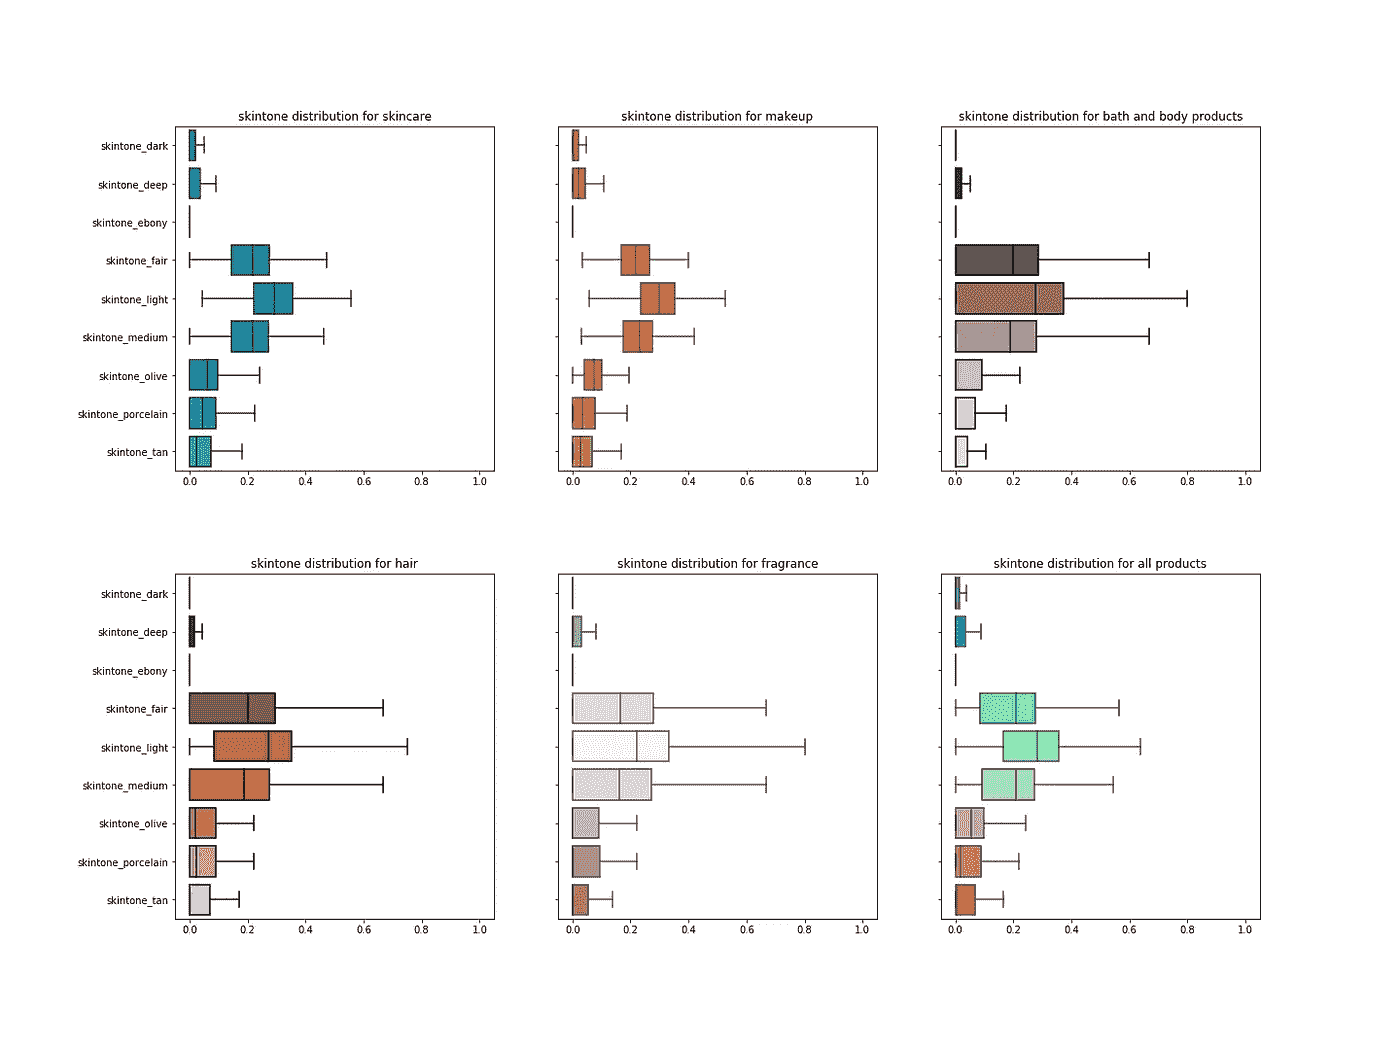 skintone distribution for skincare
skintone distribution for makeup
skintone distribution for bath and body products
skintone_dark
skintone_deep
skintone_ebony
skintone_fair
skintone_light
skintone_medium
skintone_olive
skintone_porcelain
skintone_tan
0.0 0.2 0.4 0.6 0.8 1.0
0.0 0.2 0.4 0.6 0.8 1.0
0.0 0.2 0.4 0.6 0.8 1.0
skintone distribution for hair
skintone distribution for fragrance
skintone distribution for all products
skintone_dark
skintone_deep
skintone_ebony
skintone_fair
skintone_light
skintone_medium
skintone_olive
skintone_porcelain
skintone_tan
0.0 0.2 0.4 0.6 0.8 1.0
0.0 0.2 0.4 0.6 0.8 1.0
0.0 0.2 0.4 0.6 0.8 1.0